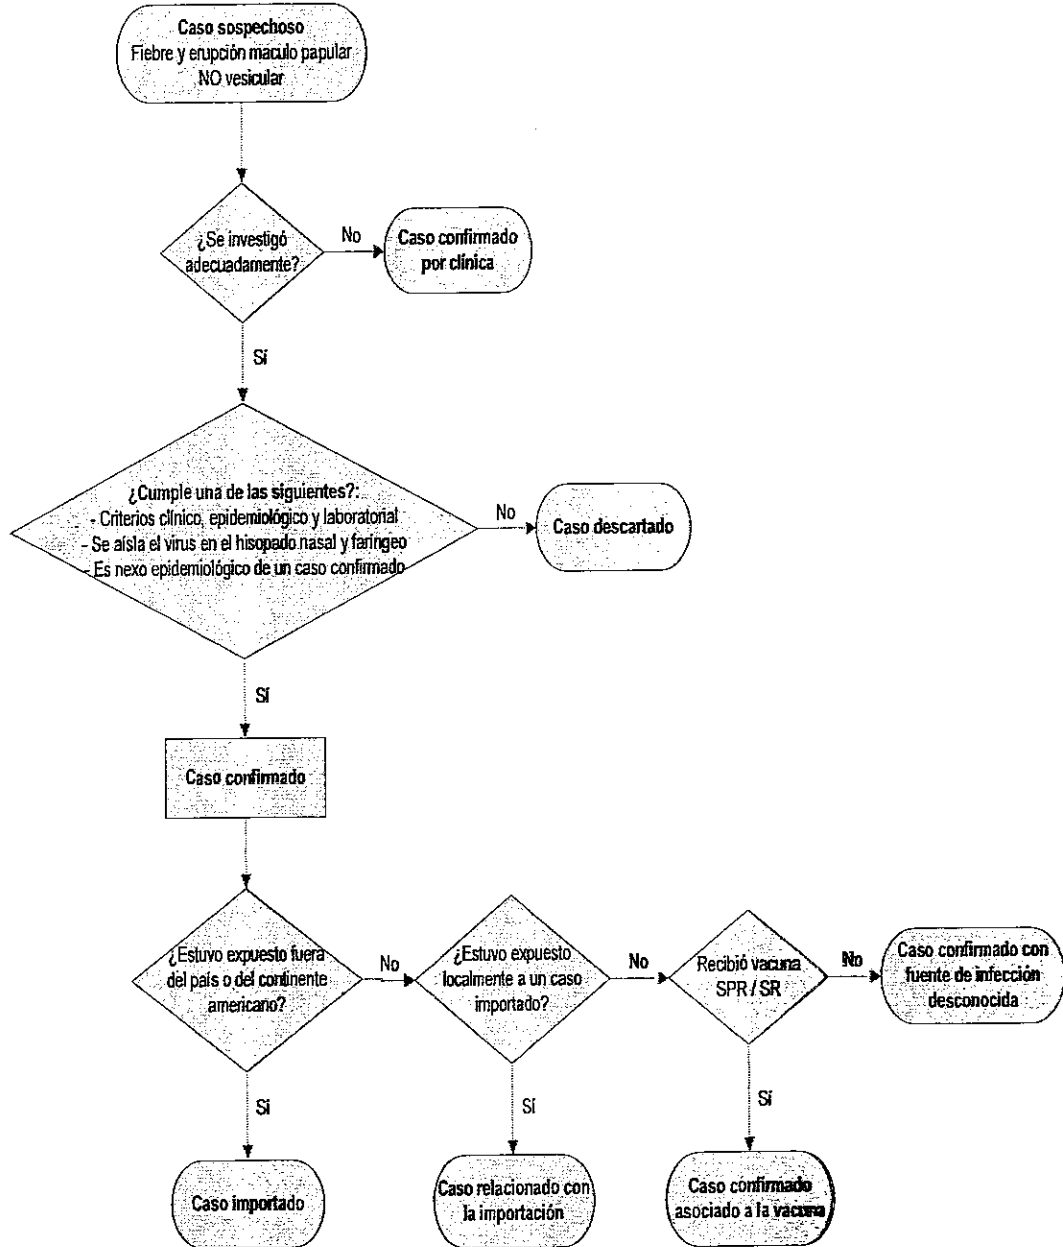 Caso sospechoso
Fiebre y erupción maculo papular
NO vesicular
¿Se investigó
adecuadamente?
No
Caso confirmado
por clínica
Sí
¿Cumple una de las siguientes?:
- Criterios clínico, epidemiológico y laboratorial
- Se aísla el virus en el hisopado nasal y faríngeo
- Es nexo epidemiológico de un caso confirmado
No
Caso descartado
Sí
Caso confirmado
¿Estuvo expuesto fuera
del país o del continente
americano?
No
¿Estuvo expuesto
localmente a un caso
importado?
No
Recibió vacuna
SPR / SR
No
Caso confirmado con
fuente de infección
desconocida
Sí
Sí
Sí
Caso importado
Caso relacionado con
la importación
Caso confirmado
asociado a la vacuna